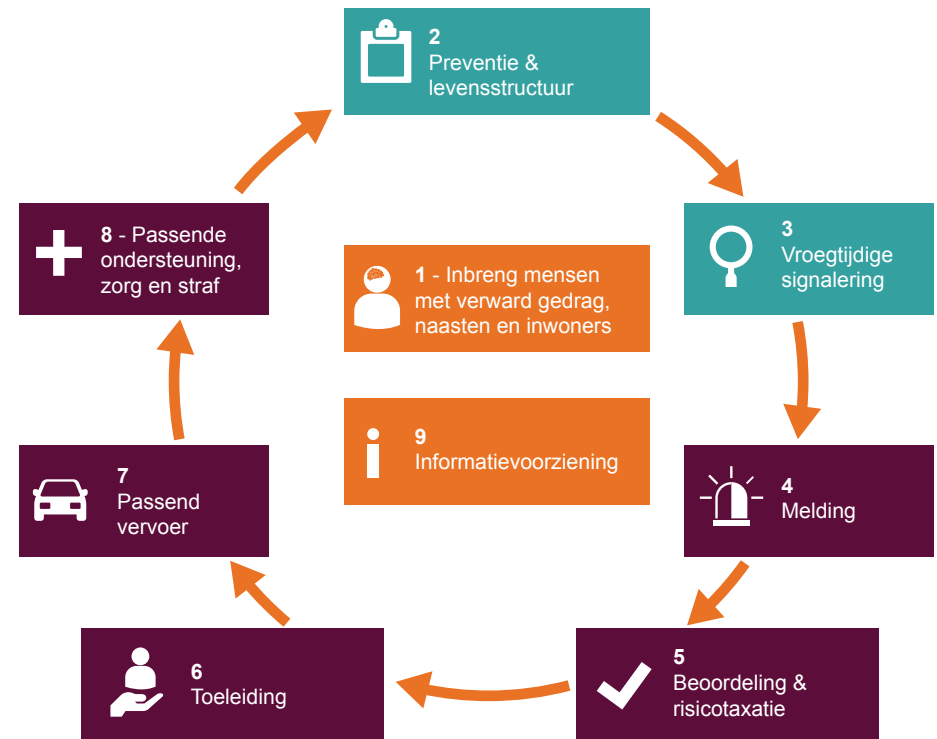 2
Preventie &
levensstructuur
3
Vroegtijdige
signalering
8 - Passende
ondersteuning,
zorg en straf
1 - Inbreng mensen
met verward gedrag,
naasten en inwoners
9
Informatievoorziening
7
Passend
vervoer
4
Melding
6
Toeleiding
5
Beoordeling &
risicotaxatie